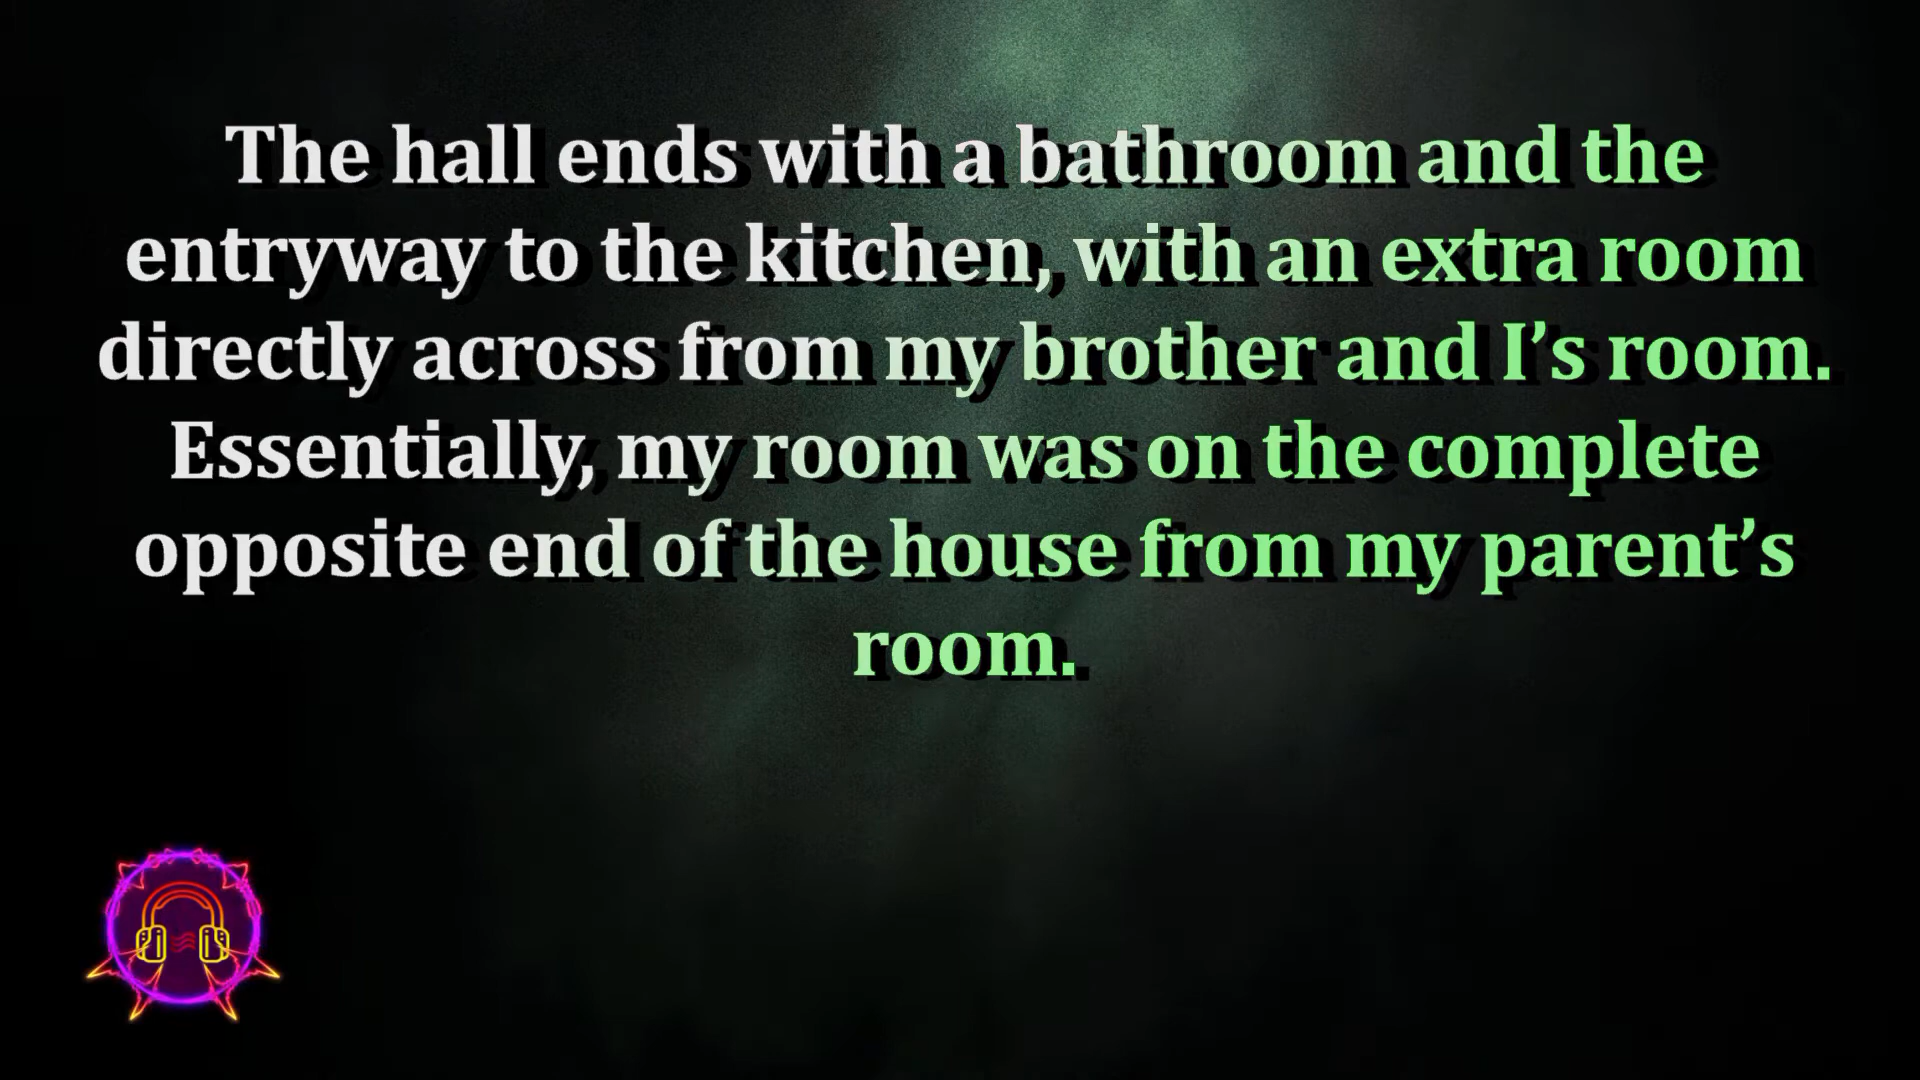 The hall ends with a bathroom and the
entryway to the kitchen, with an extra room
directly across from my brother and I’s room.
Essentially, my room was on the complete
opposite end of the house from my parent’s
room.